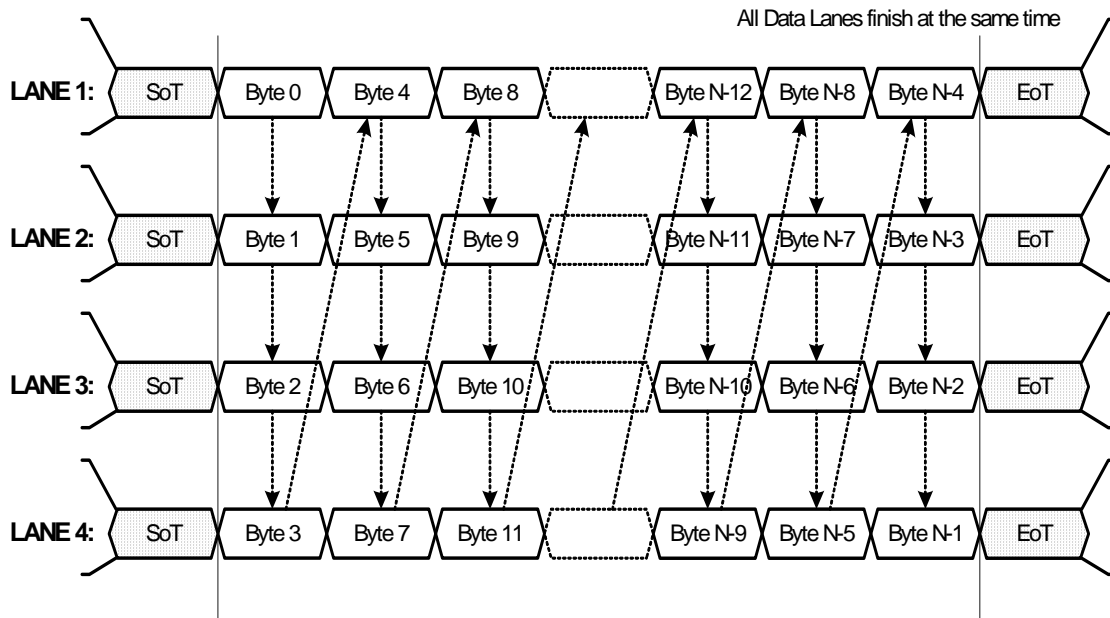 All Data Lanes finish at the same time
LANE 1: SoT Byte 0 Byte 4 Byte 8 Byte N-12 Byte N-8 Byte N-4 EoT
LANE 2: SoT Byte 1 Byte 5 Byte 9 Byte N-11 Byte N-7 Byte N-3 EoT
LANE 3: SoT Byte 2 Byte 6 Byte 10 Byte N-10 Byte N-6 Byte N-2 EoT
LANE 4: SoT Byte 3 Byte 7 Byte 11 Byte N-9 Byte N-5 Byte N-1 EoT